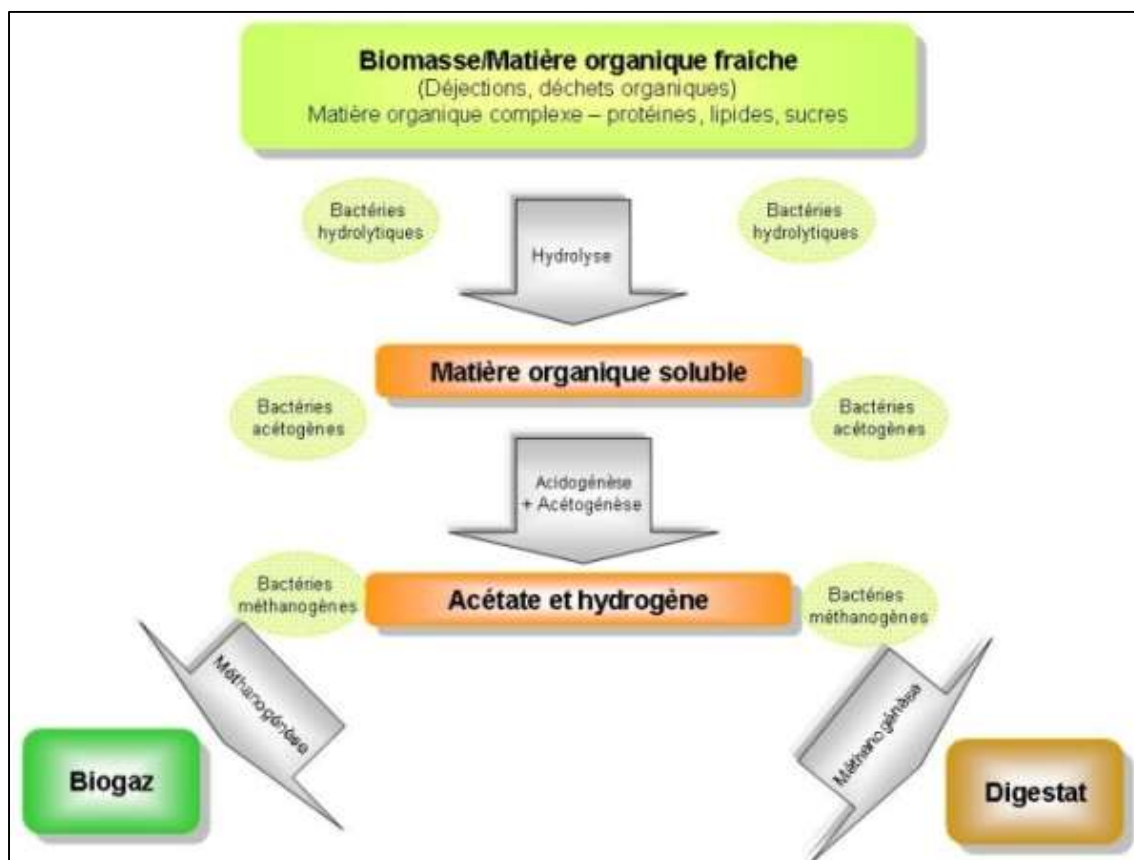 Biomasse/Matière organique fraiche
(Déjections, déchets organiques)
Matière organique complexe – protéines, lipides, sucres
Bactéries
hydrolytiques
Hydrolyse
Bactéries
hydrolytiques
Matière organique soluble
Bactéries
acétogènes
Acidogénèse
+ Acétogénèse
Bactéries
acétogènes
Bactéries
méthanogènes
Acétate et hydrogène
Bactéries
méthanogènes
Méthanogénèse
Méthanogénèse
Biogaz
Digestat